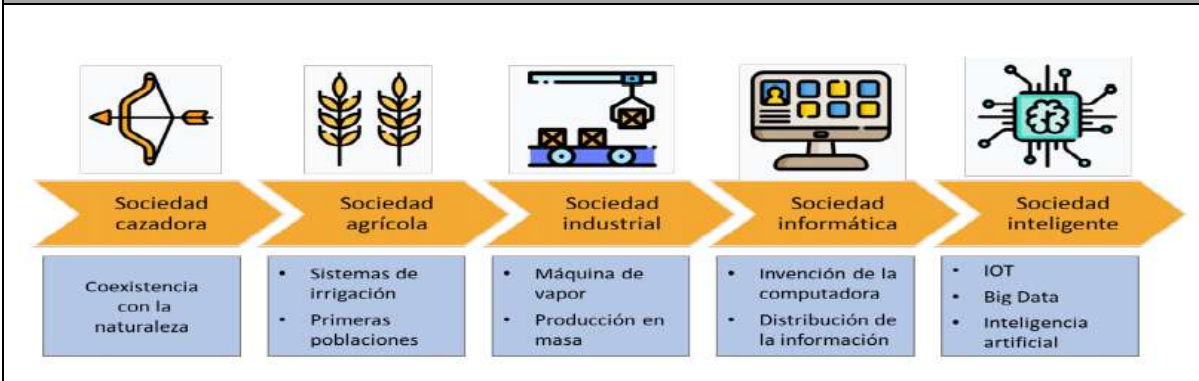 Sociedad
cazadora
Sociedad
agrícola
Sociedad
industrial
Sociedad
informática
Sociedad
inteligente
Coexistencia
con la
naturaleza
• Sistemas de
irrigación
• Primeras
poblaciones
• Máquina de
vapor
• Producción en
masa
• Invención de la
computadora
• Distribución de
la información
• IOT
• Big Data
• Inteligencia
artificial